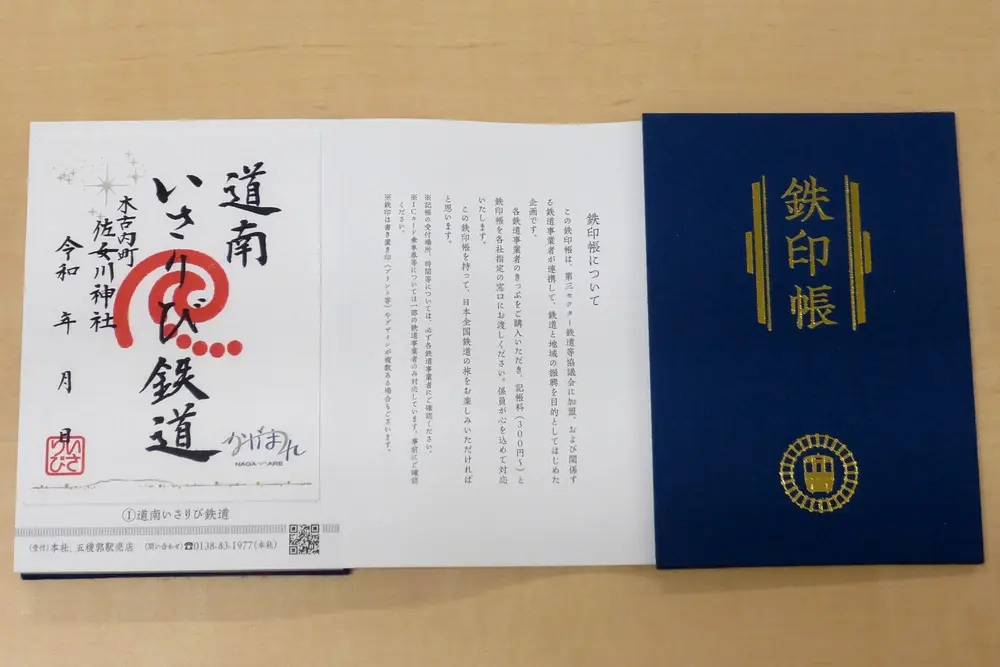 鉄印帳
鉄印帳について
この鉄印帳は、第三セクター鉄道等協議会に加盟、および関係す
る鉄道事業者が連携して、鉄道と地域の振興を目的としてはじめた
企画です。
各鉄道事業者のきっぷをご購入いただき、記帳料（300円〜）と
鉄印帳を各社指定の窓口にお渡しください。係員が心を込めて対応
いたします。
この鉄印帳を持って、日本全国鉄道の旅をお楽しみいただければ
と思います。
※記帳の受付場所、時間等については、必ず各鉄道事業者にご確認ください。
※ICカード乗車券等については一部の鉄道事業者のみ対応しています。事前にご確認
ください。
※鉄印は書き置き印（プリント等）やデザインが複数ある場合もございます。
道南
いさりび鉄道
木古内町
佐女川神社
令和 年 月 日
いさりび
ながまれ
NAGA MARE
①道南いさりび鉄道
（受付）本社、五稜郭駅売店 （問い合わせ）☎0138-83-1977（本社）